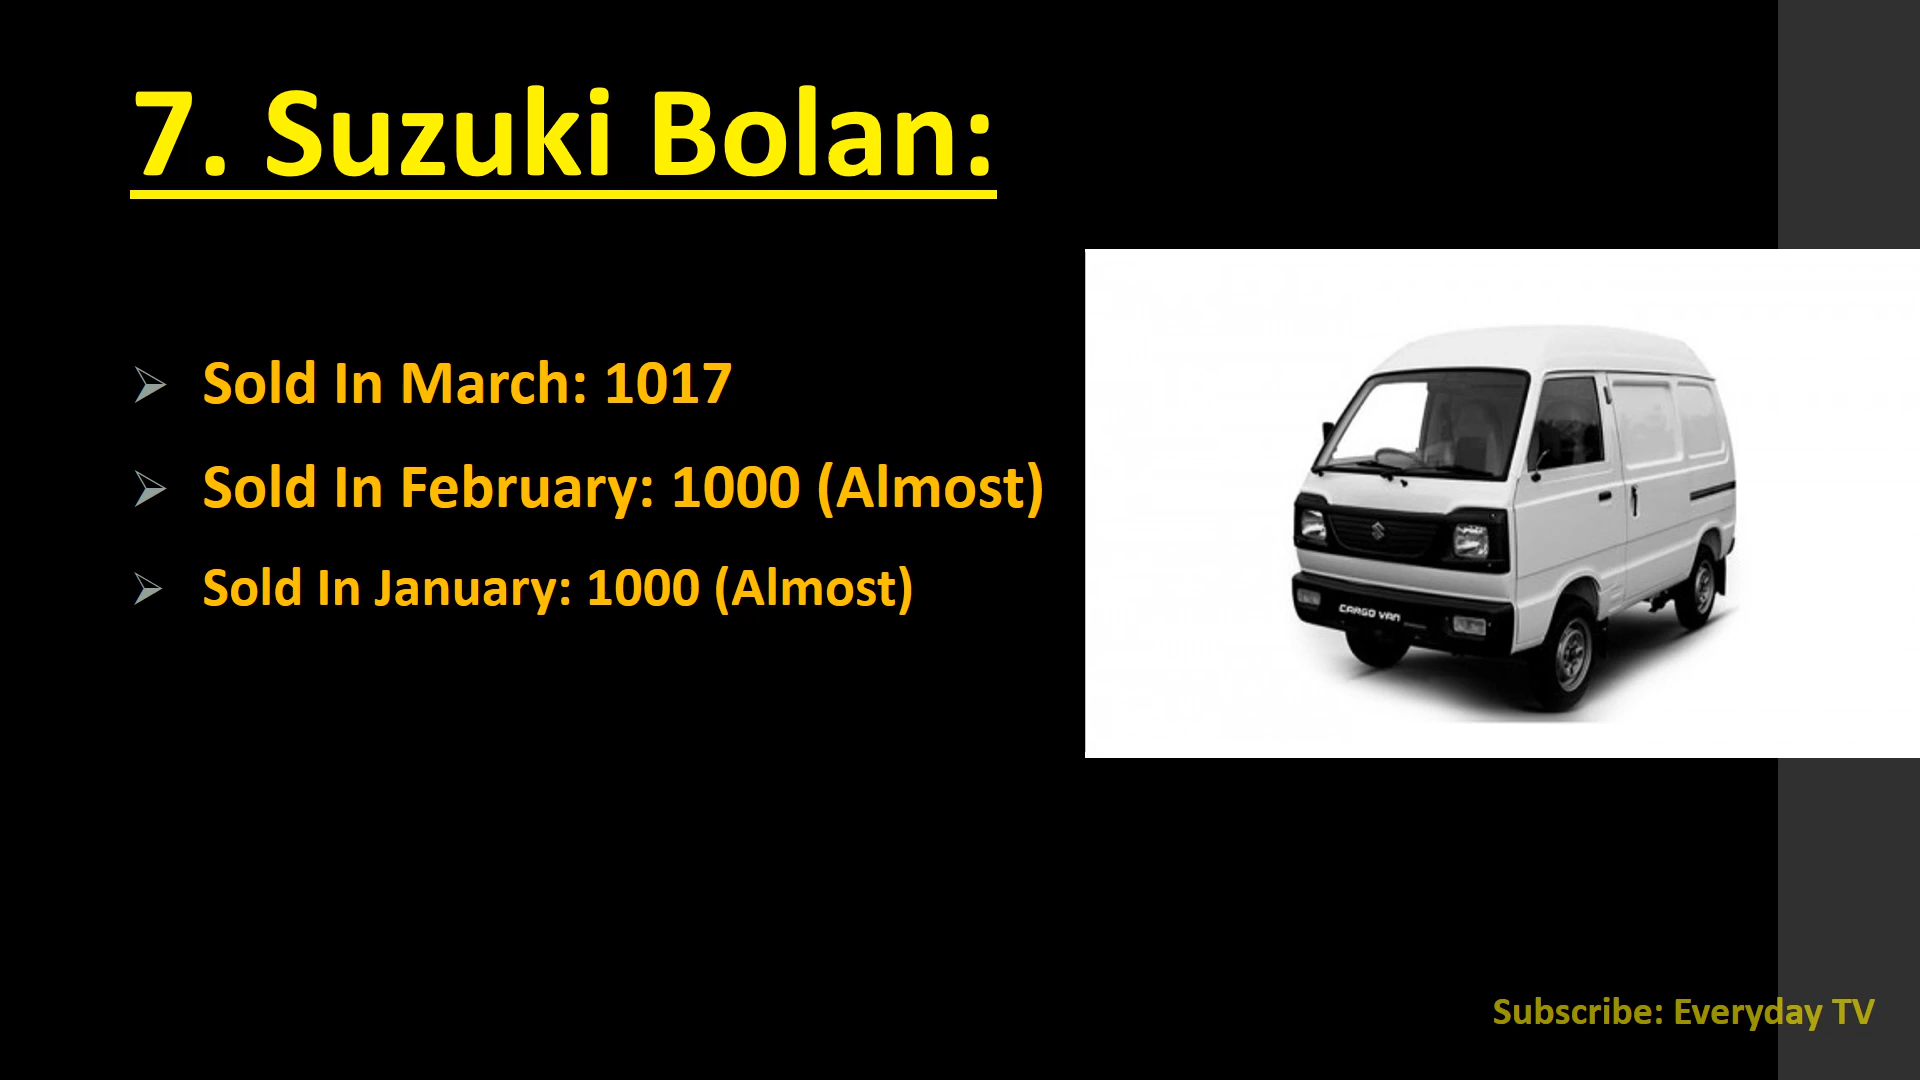 7. Suzuki Bolan:
Sold In March: 1017
Sold In February: 1000 (Almost)
Sold In January: 1000 (Almost)
CARGO VAN
Subscribe: Everyday TV